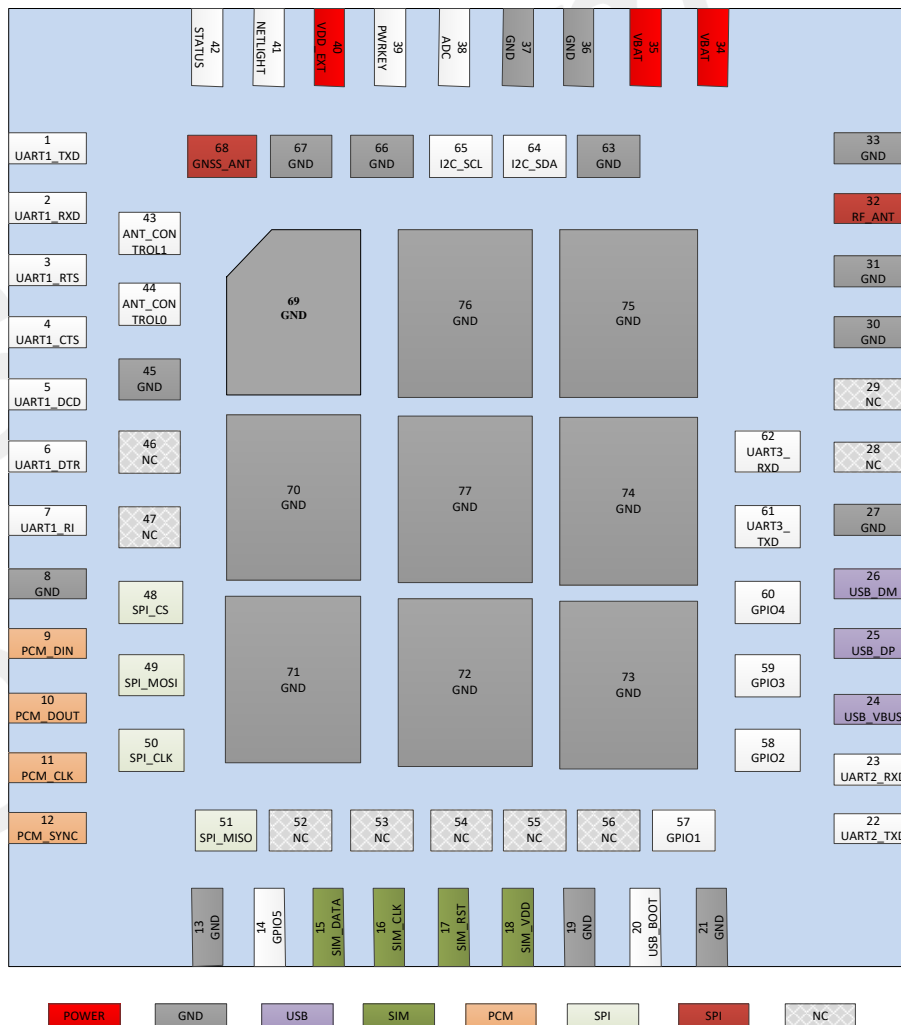 42
STATUS
41
NETLIGHT
40
VDD_EXT
39
PWRKEY
38
ADC
37
GND
36
GND
35
VBAT
34
VBAT
1
UART1_TXD
68
GNSS_ANT
67
GND
66
GND
65
I2C_SCL
64
I2C_SDA
63
GND
33
GND
2
UART1_RXD
43
ANT_CON
TROL1
32
RF_ANT
3
UART1_RTS
44
ANT_CON
TROL0
69
GND
76
GND
75
GND
31
GND
4
UART1_CTS
30
GND
5
UART1_DCD
45
GND
29
NC
6
UART1_DTR
46
NC
62
UART3_
RXD
28
NC
7
UART1_RI
47
NC
70
GND
77
GND
74
GND
61
UART3_
TXD
27
GND
8
GND
48
SPI_CS
60
GPIO4
26
USB_DM
9
PCM_DIN
49
SPI_MOSI
71
GND
72
GND
73
GND
59
GPIO3
25
USB_DP
10
PCM_DOUT
24
USB_VBUS
11
PCM_CLK
50
SPI_CLK
58
GPIO2
23
UART2_RXD
12
PCM_SYNC
51
SPI_MISO
52
NC
53
NC
54
NC
55
NC
56
NC
57
GPIO1
22
UART2_TXD
13
GND
14
GPIO5
15
SIM_DATA
16
SIM_CLK
17
SIM_RST
18
SIM_VDD
19
GND
20
USB_BOOT
21
GND
POWER
GND
USB
SIM
PCM
SPI
SPI
NC